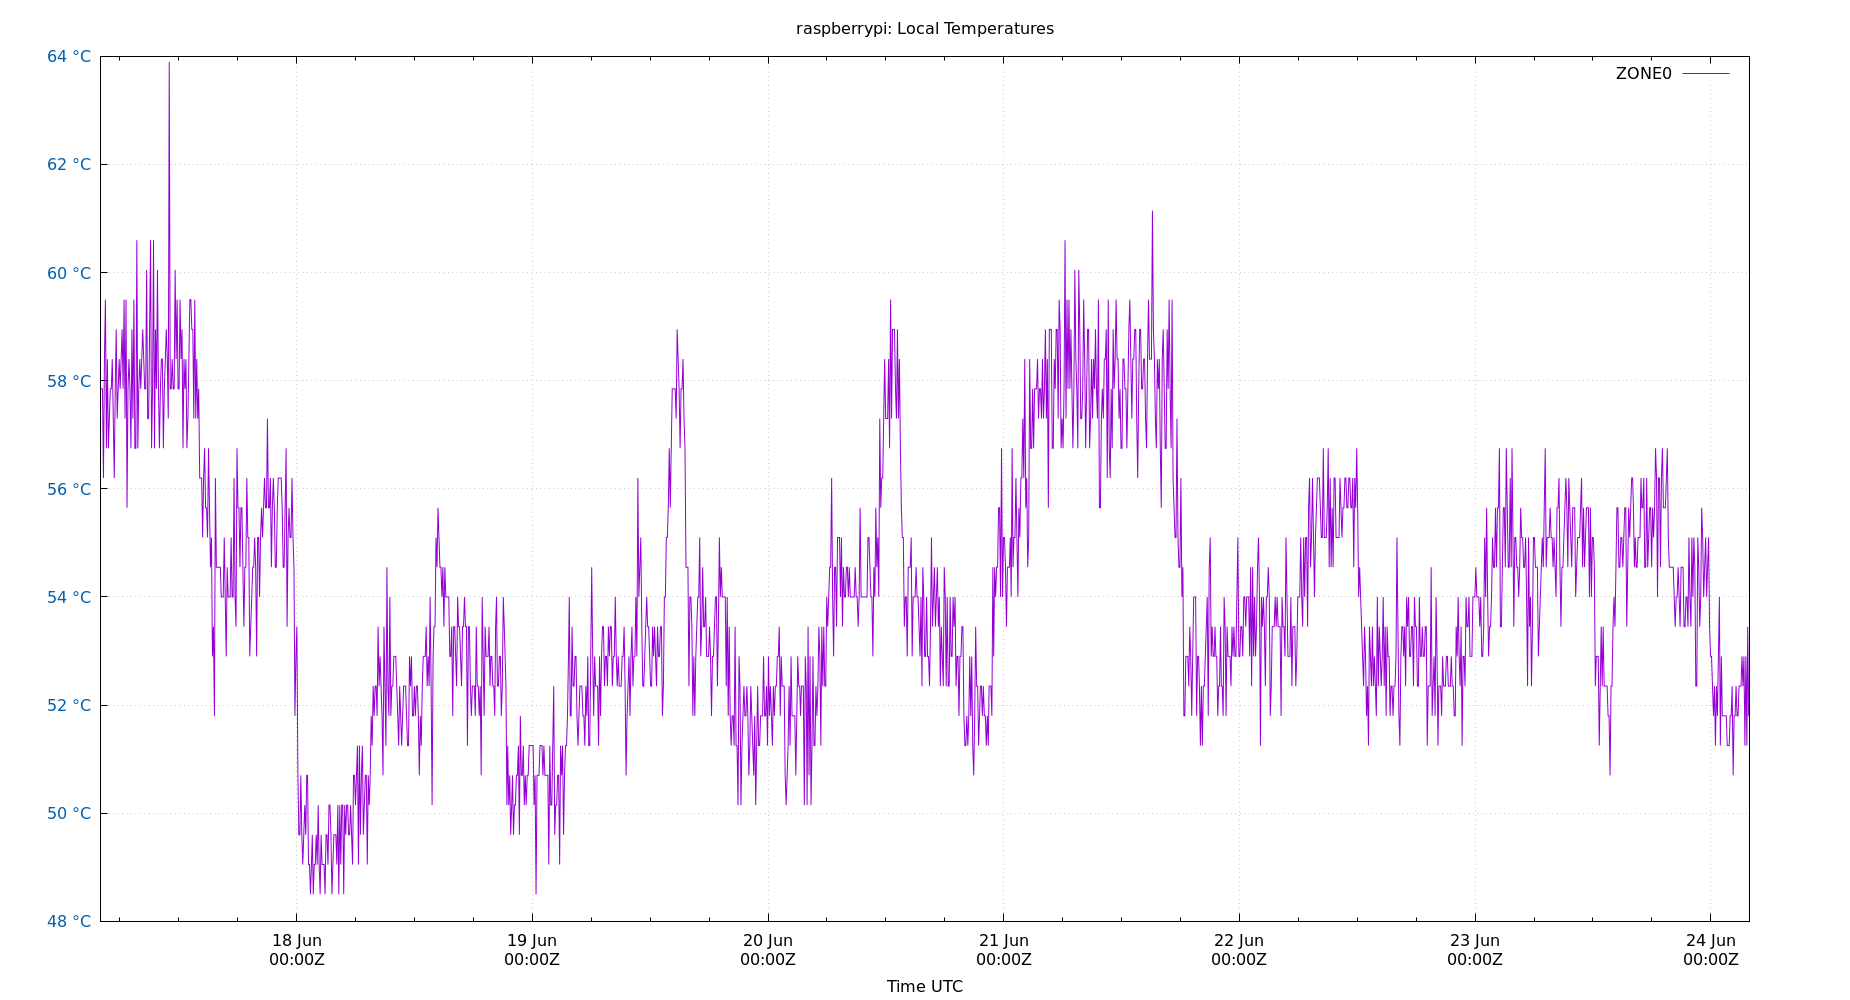 raspberrypi: Local Temperatures
64 °C
ZONE0
62 °C
60 °C
58 °C
56 °C
54 °C
52 °C
50 °C
48 °C
18 Jun 19 Jun 20 Jun 21 Jun 22 Jun 23 Jun 24 Jun
00:00Z 00:00Z 00:00Z 00:00Z 00:00Z 00:00Z 00:00Z
Time UTC